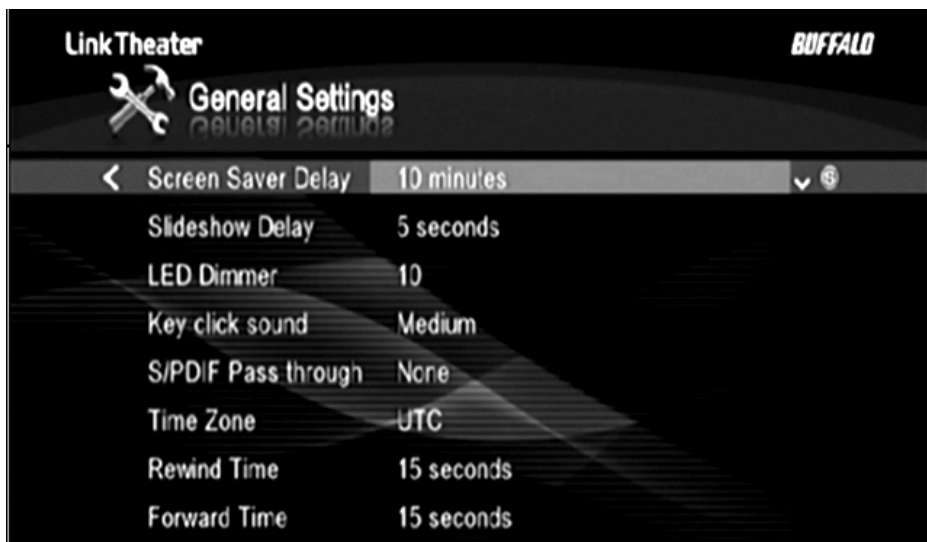 LinkTheater BUFFALO
General Settings
Screen Saver Delay 10 minutes
Slideshow Delay 5 seconds
LED Dimmer 10
Key click sound Medium
S/PDIF Pass through None
Time Zone UTC
Rewind Time 15 seconds
Forward Time 15 seconds